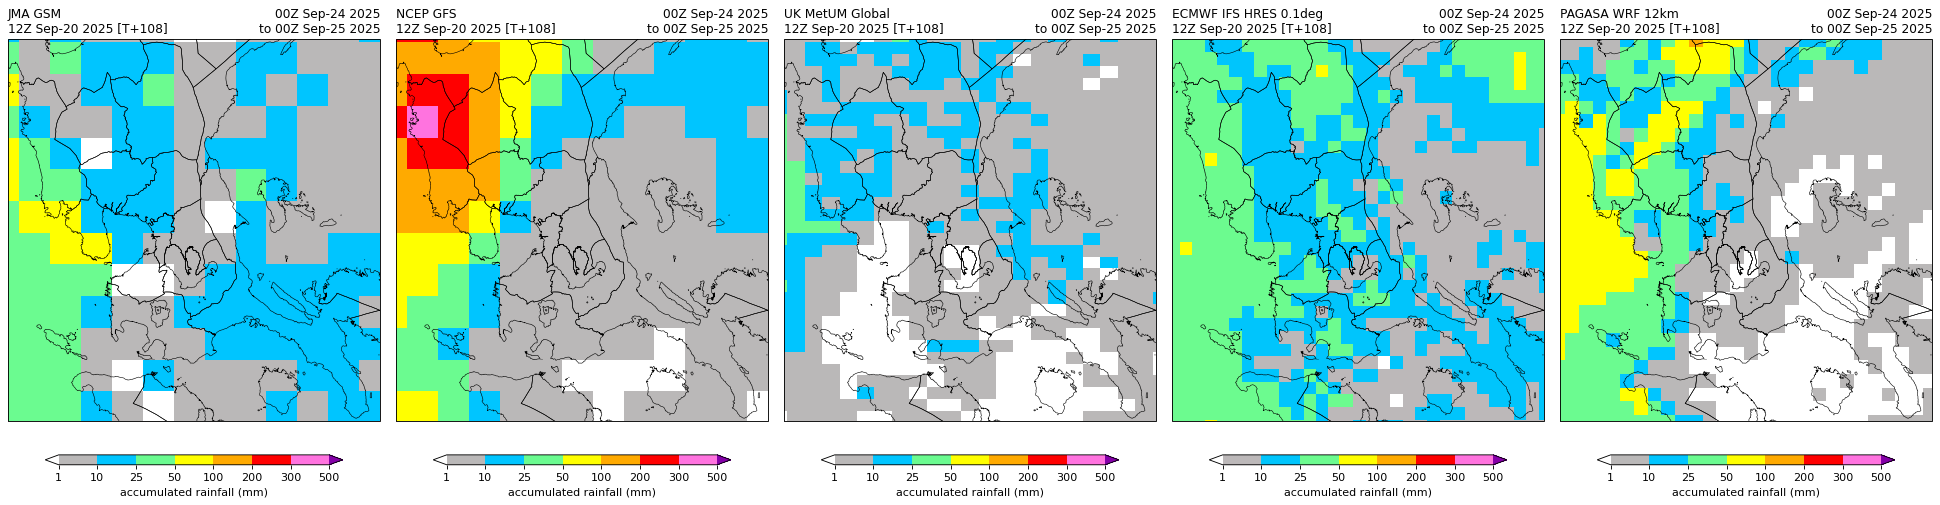 JMA GSM 00Z Sep-24 2025
12Z Sep-20 2025 [T+108] to 00Z Sep-25 2025
1 10 25 50 100 200 300 500
accumulated rainfall (mm)
NCEP GFS 00Z Sep-24 2025
12Z Sep-20 2025 [T+108] to 00Z Sep-25 2025
1 10 25 50 100 200 300 500
accumulated rainfall (mm)
UK MetUM Global 00Z Sep-24 2025
12Z Sep-20 2025 [T+108] to 00Z Sep-25 2025
1 10 25 50 100 200 300 500
accumulated rainfall (mm)
ECMWF IFS HRES 0.1deg 00Z Sep-24 2025
12Z Sep-20 2025 [T+108] to 00Z Sep-25 2025
1 10 25 50 100 200 300 500
accumulated rainfall (mm)
PAGASA WRF 12km 00Z Sep-24 2025
12Z Sep-20 2025 [T+108] to 00Z Sep-25 2025
1 10 25 50 100 200 300 500
accumulated rainfall (mm)